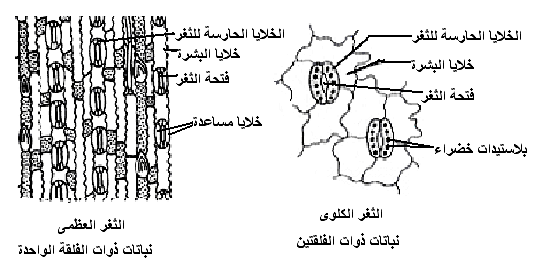 الخلايا الحارسة للثغر
خلايا البشرة
فتحة الثغر
بلاستيدات خضراء
الثغر الكلوى
نباتات ذوات الفلقتين
الخلايا الحارسة للثغر
خلايا البشرة
فتحة الثغر
خلايا مساعدة
الثغر العظمى
نباتات ذوات الفلقة الواحدة